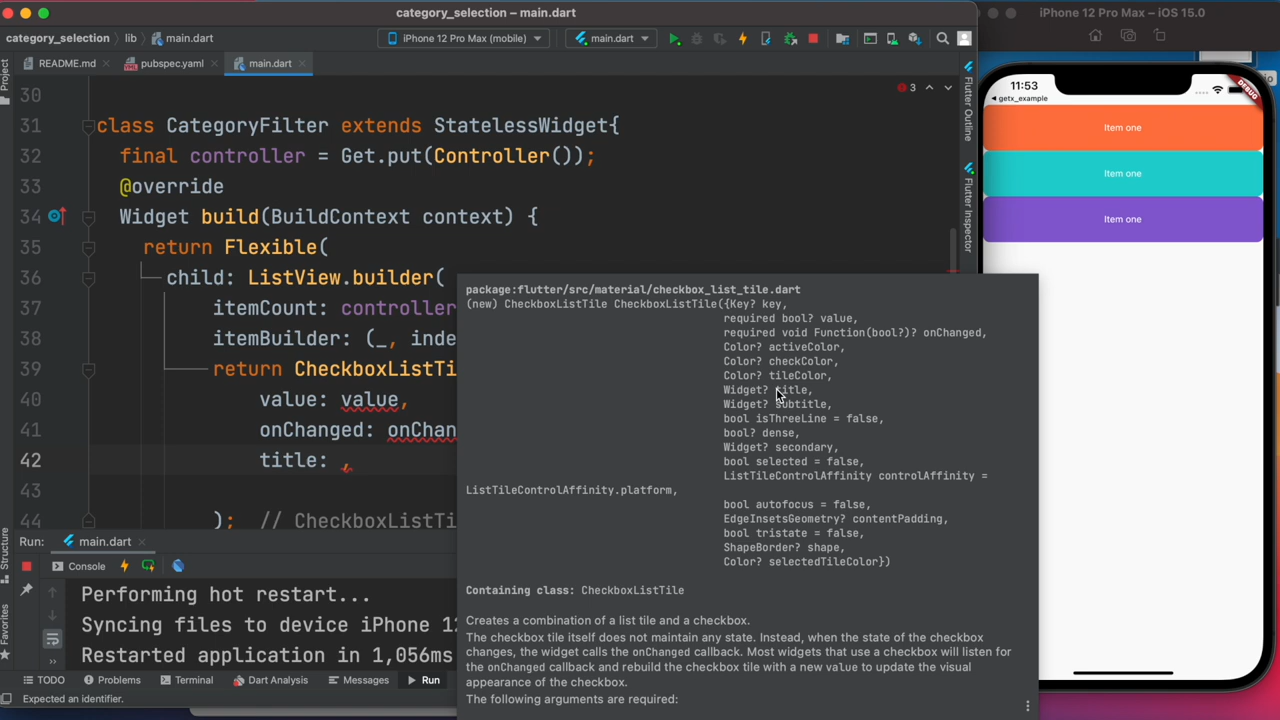 category_selection – main.dart
iPhone 12 Pro Max – iOS 15.0
category_selection
lib
main.dart
iPhone 12 Pro Max (mobile)
main.dart
README.md
pubspec.yaml
main.dart
Project
30
3
31 class CategoryFilter extends StatelessWidget{
32 final controller = Get.put(Controller());
33 @override
34 Widget build(BuildContext context) {
35 return Flexible(
36 child: ListView.builder(
37 itemCount: controller
38 itemBuilder: (_, inde
39 return CheckboxListTi
40 value: value,
41 onChanged: onChan
42 title: ,
43
44 ); // CheckboxListTi
package:flutter/src/material/checkbox_list_tile.dart
(new) CheckboxListTile CheckboxListTile({Key? key,
required bool? value,
required void Function(bool?)? onChanged,
Color? activeColor,
Color? checkColor,
Color? tileColor,
Widget? title,
Widget? subtitle,
bool isThreeLine = false,
bool? dense,
Widget? secondary,
bool selected = false,
ListTileControlAffinity controlAffinity =
ListTileControlAffinity.platform,
bool autofocus = false,
EdgeInsetsGeometry? contentPadding,
bool tristate = false,
ShapeBorder? shape,
Color? selectedTileColor})
Containing class: CheckboxListTile
Creates a combination of a list tile and a checkbox.
The checkbox tile itself does not maintain any state. Instead, when the state of the checkbox
changes, the widget calls the onChanged callback. Most widgets that use a checkbox will listen for
the onChanged callback and rebuild the checkbox tile with a new value to update the visual
appearance of the checkbox.
The following arguments are required:
Flutter Outline
Flutter Inspector
11:53
getx_example
DEBUG
Item one
Item one
Item one
Structure
Favorites
Run:
main.dart
Console
Performing hot restart...
Syncing files to device iPhone 12
Restarted application in 1,056ms
TODO
Problems
Terminal
Dart Analysis
Messages
Run
Expected an identifier.